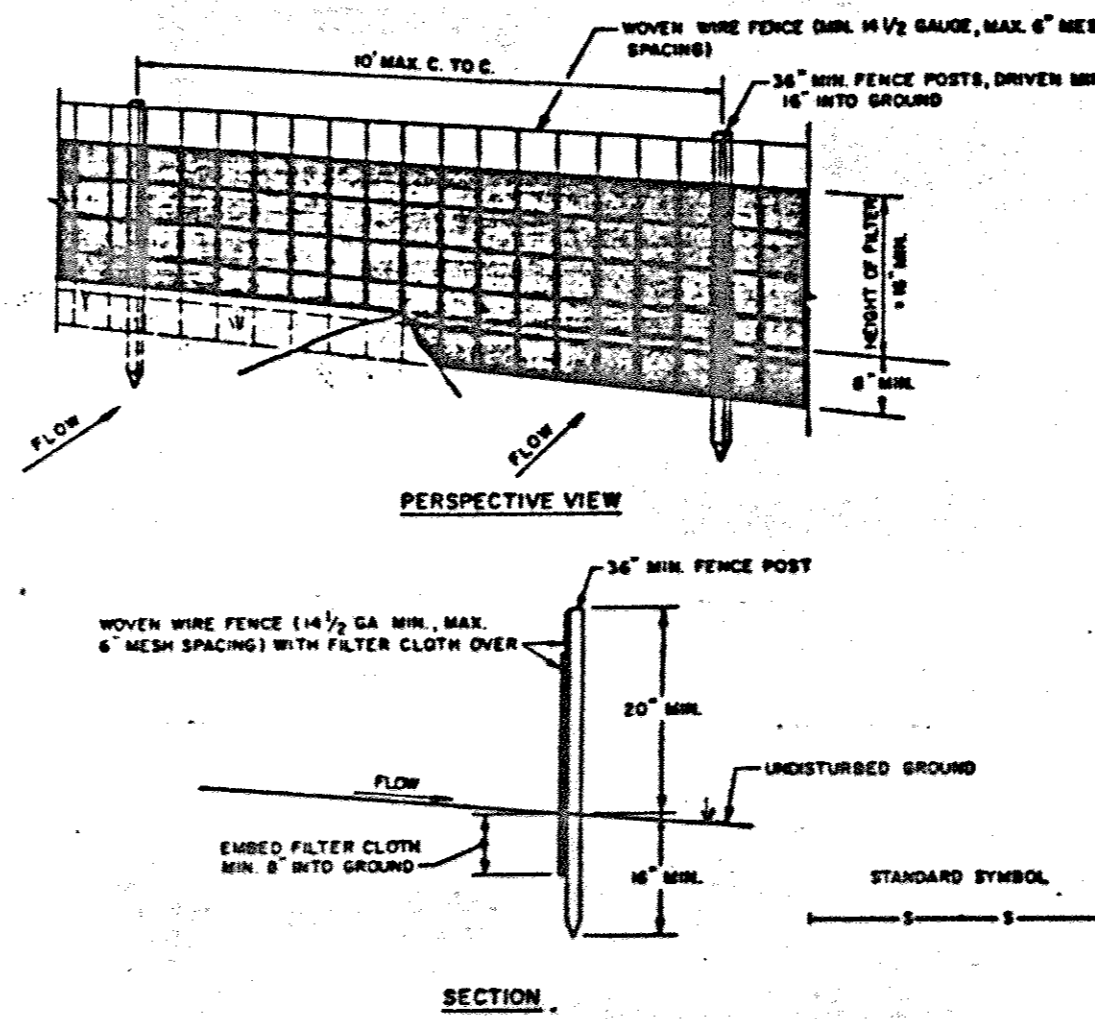 WOVEN WIRE FENCE (MIN. 14 1/2 GAUGE, MAX. 6" MES
SPACING)
10' MAX. C. TO C.
36" MIN. FENCE POSTS, DRIVEN MI
16" INTO GROUND
HEIGHT OF FILTER
= 16" MIN.
8" MIN.
FLOW
FLOW
PERSPECTIVE VIEW
36" MIN. FENCE POST
WOVEN WIRE FENCE (14 1/2 GA MIN., MAX.
6" MESH SPACING) WITH FILTER CLOTH OVER
20" MIN.
UNDISTURBED GROUND
FLOW
EMBED FILTER CLOTH
MIN. 8" INTO GROUND
16" MIN.
STANDARD SYMBOL
S S
SECTION.